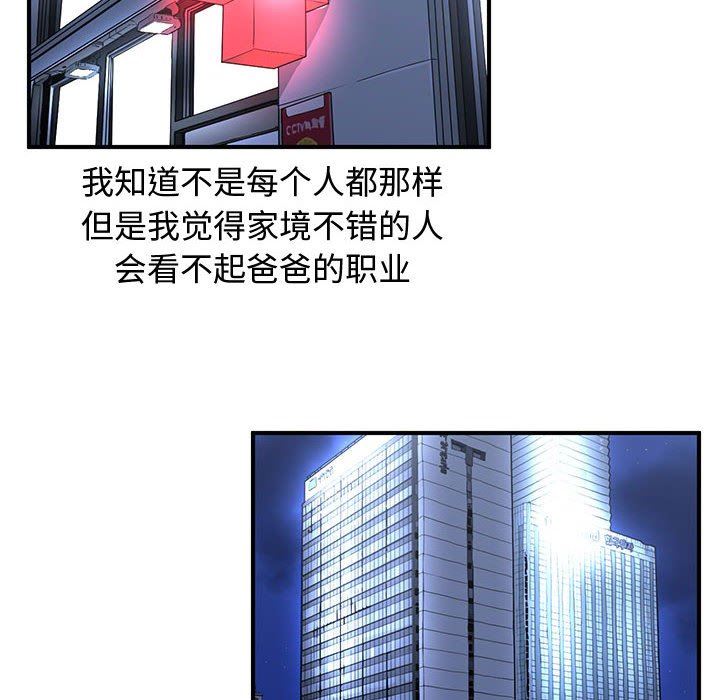 CCTV
我知道不是每个人都那样
但是我觉得家境不错的人
会看不起爸爸的职业